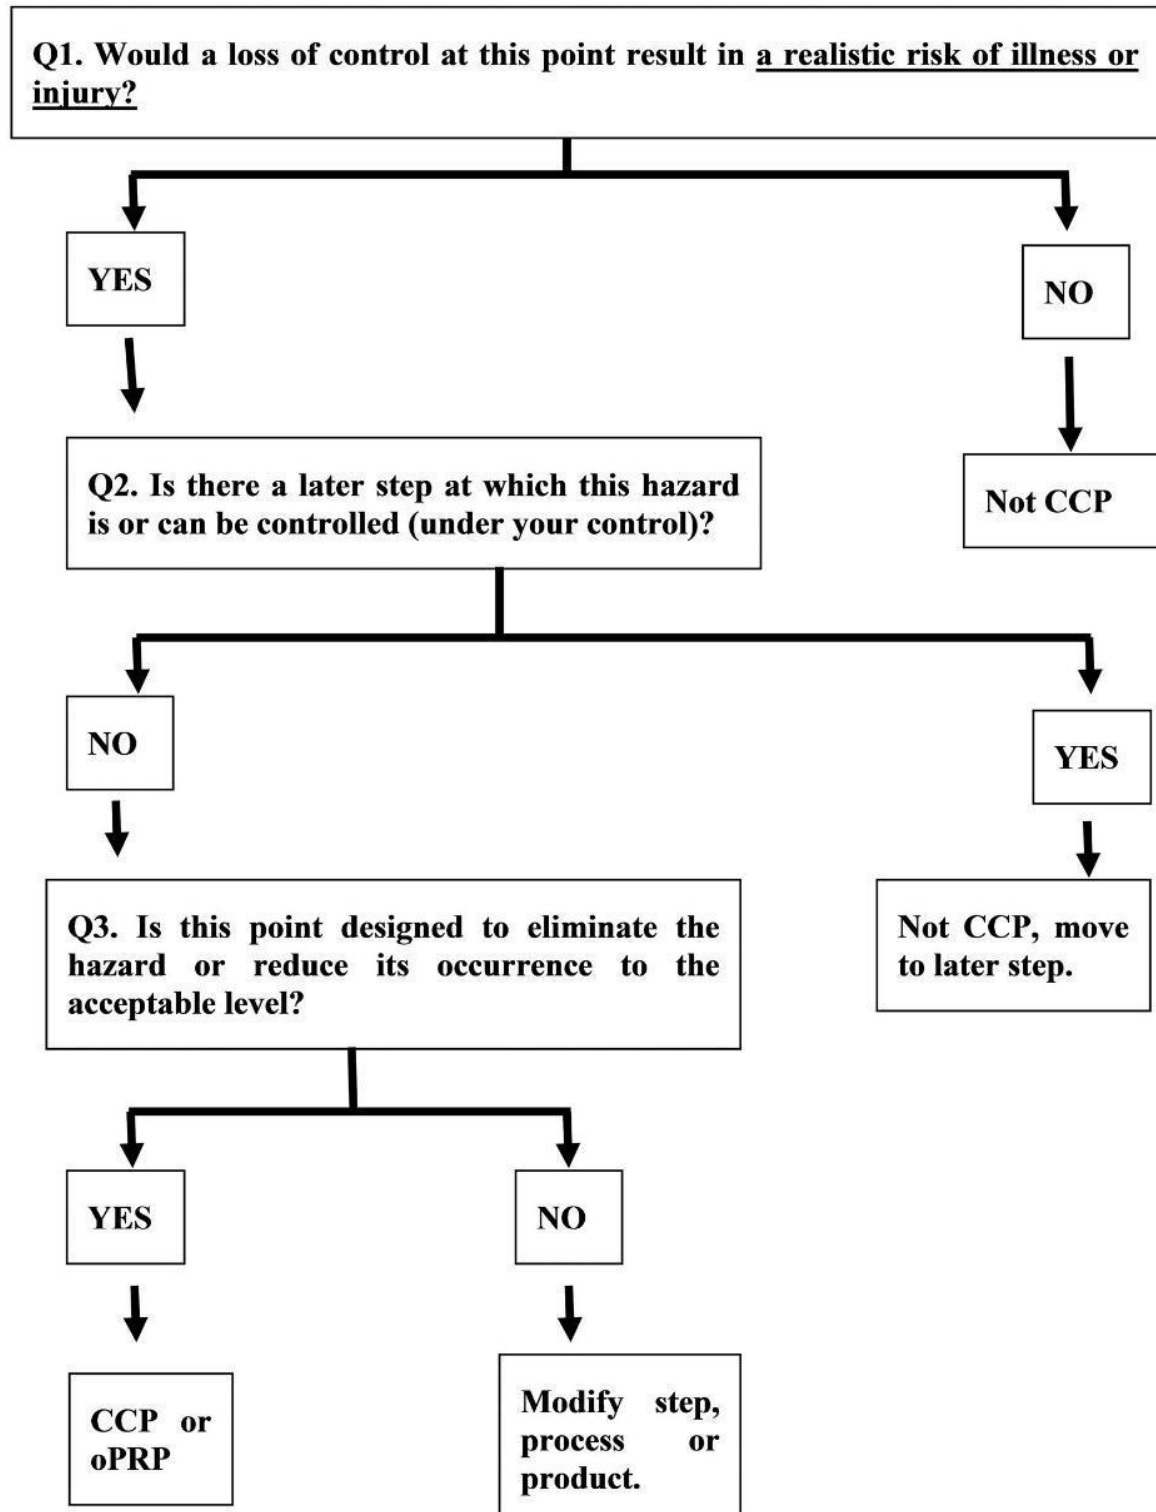 Q1. Would a loss of control at this point result in a realistic risk of illness or
injury?
YES
NO
Q2. Is there a later step at which this hazard
is or can be controlled (under your control)?
Not CCP
NO
YES
Q3. Is this point designed to eliminate the
hazard or reduce its occurrence to the
acceptable level?
Not CCP, move
to later step.
YES
NO
CCP or
oPRP
Modify step,
process or
product.